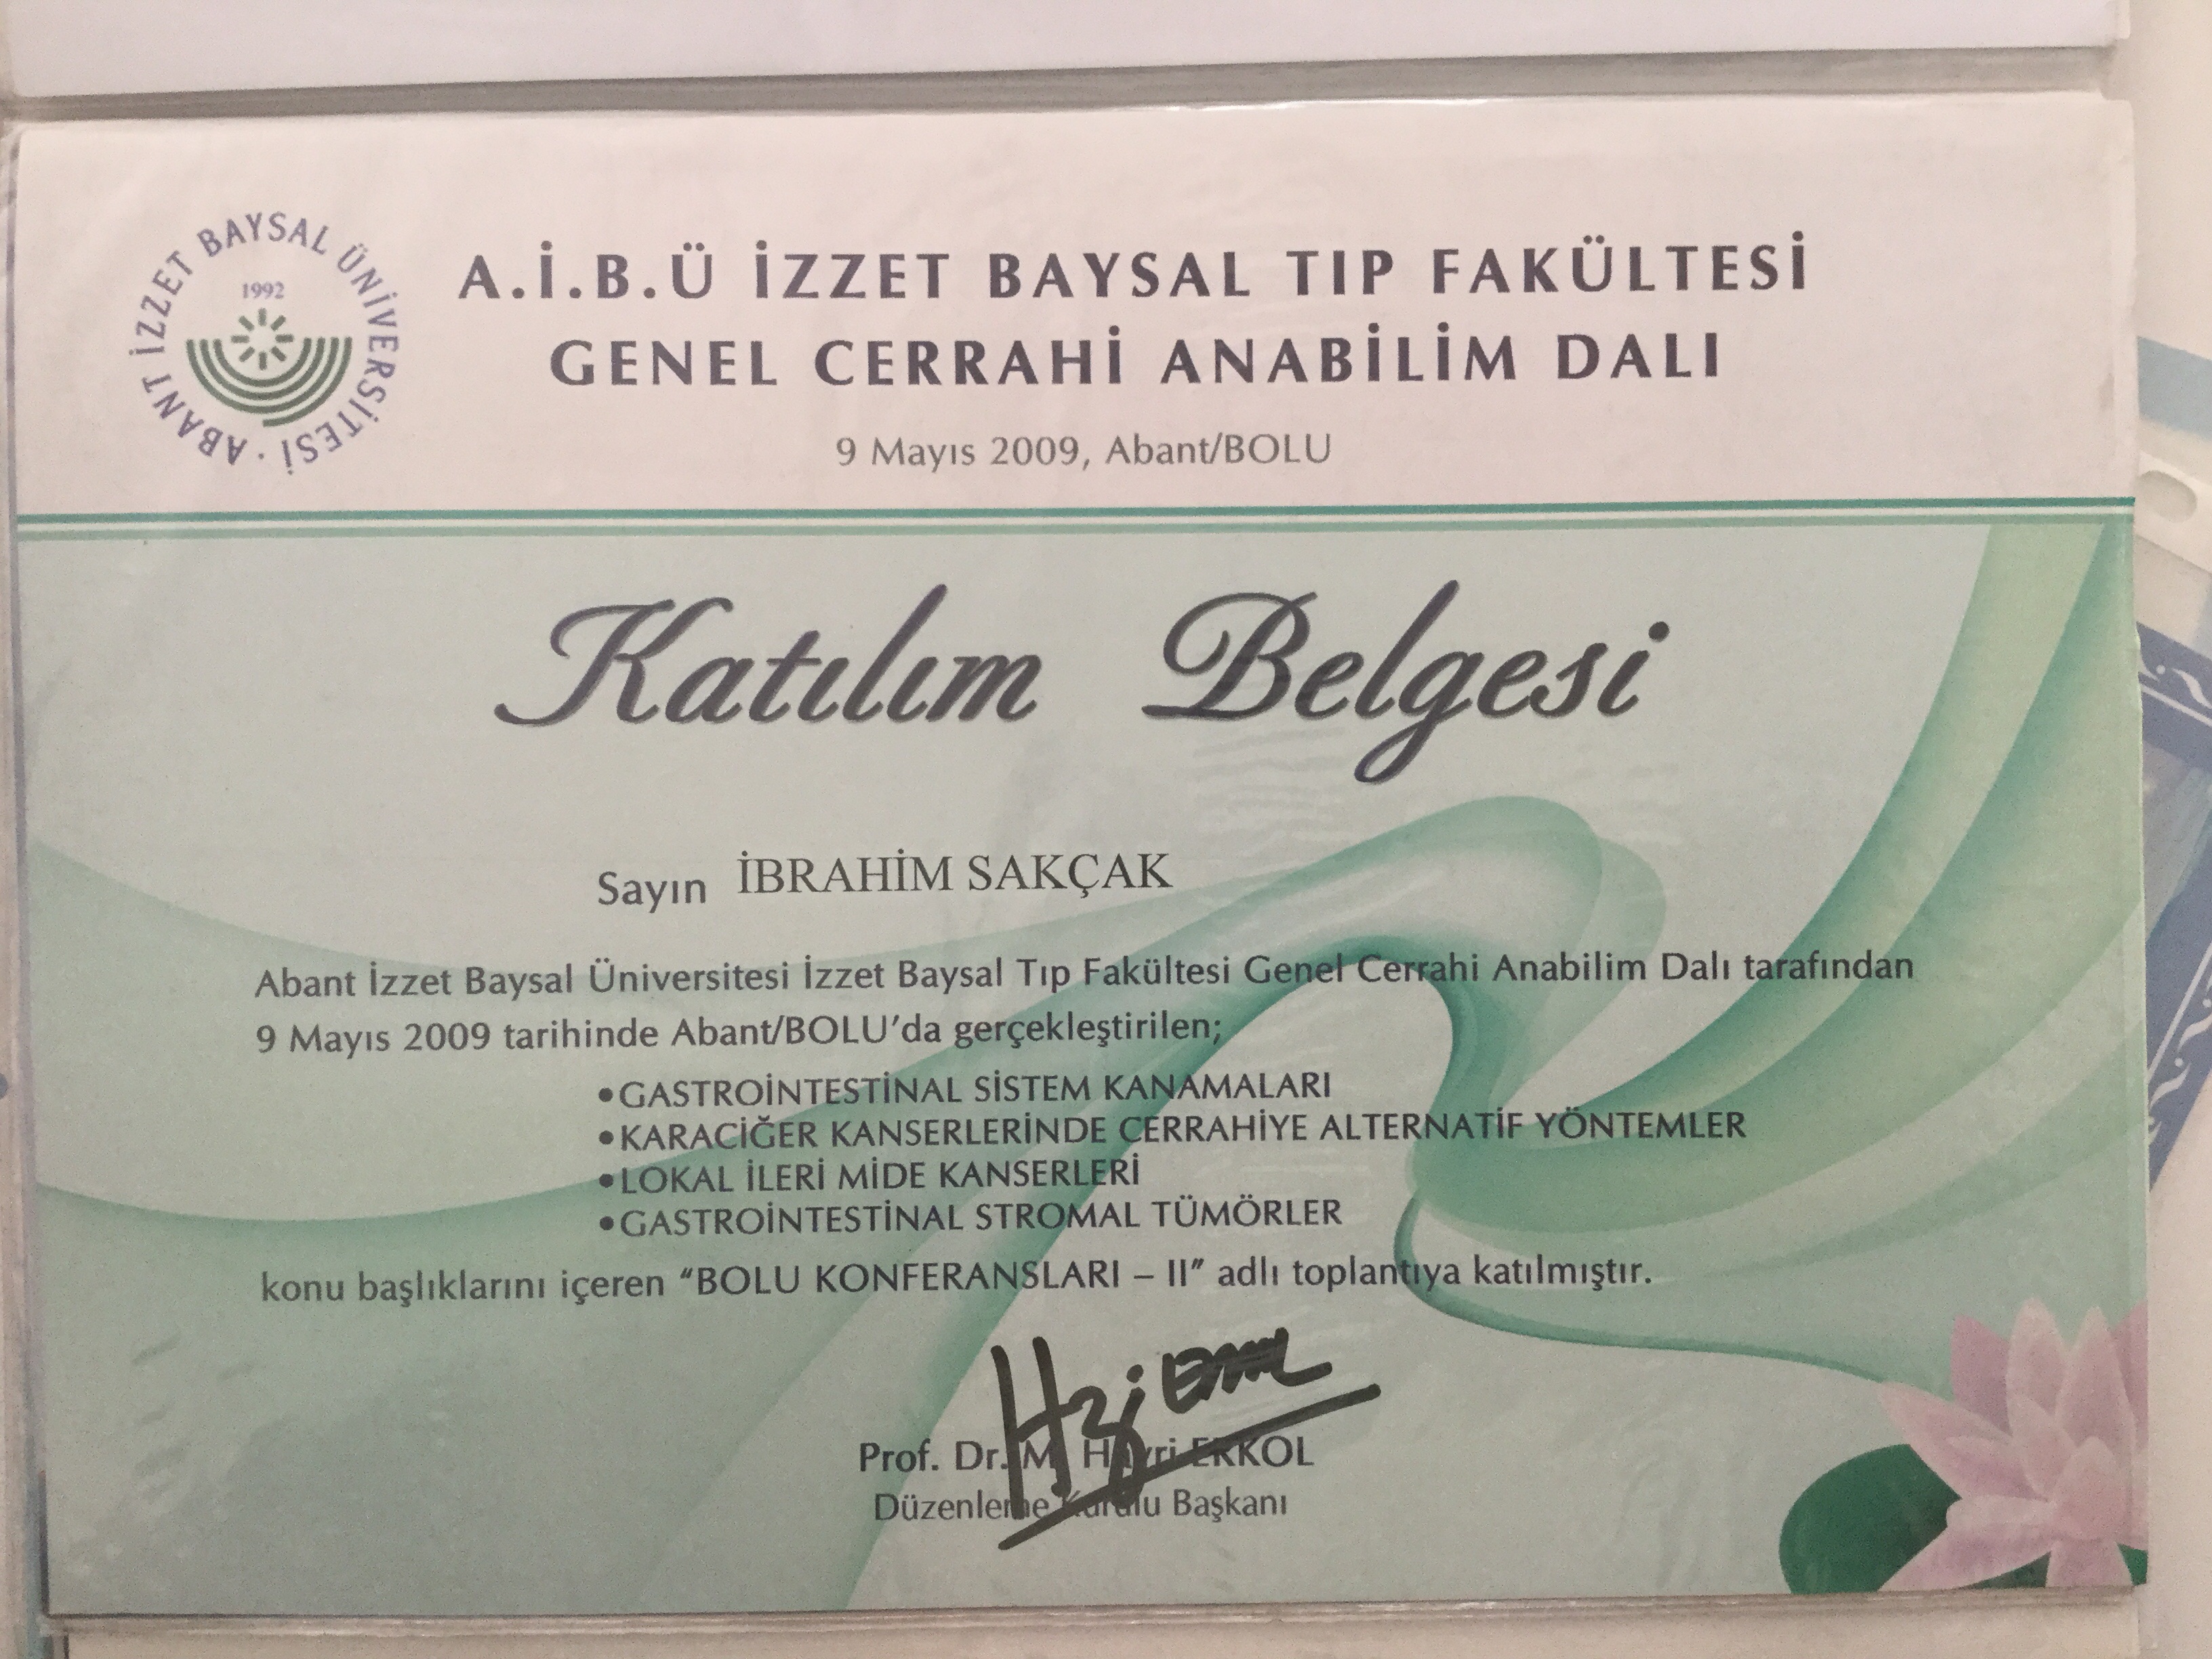 ABANT İZZET BAYSAL ÜNİVERSİTESİ ·
1992
A.İ.B.Ü İZZET BAYSAL TIP FAKÜLTESİ
GENEL CERRAHİ ANABİLİM DALI
9 Mayıs 2009, Abant/BOLU
Katılım Belgesi
Sayın İBRAHİM SAKÇAK
Abant İzzet Baysal Üniversitesi İzzet Baysal Tıp Fakültesi Genel Cerrahi Anabilim Dalı tarafından
9 Mayıs 2009 tarihinde Abant/BOLU'da gerçekleştirilen;
•GASTROİNTESTİNAL SİSTEM KANAMALARI
•KARACİĞER KANSERLERİNDE CERRAHİYE ALTERNATİF YÖNTEMLER
•LOKAL İLERİ MİDE KANSERLERİ
•GASTROİNTESTİNAL STROMAL TÜMÖRLER
konu başlıklarını içeren “BOLU KONFERANSLARI – II” adlı toplantıya katılmıştır.
Prof. Dr. M. Hayri ERKOL
Düzenleme Kurulu Başkanı